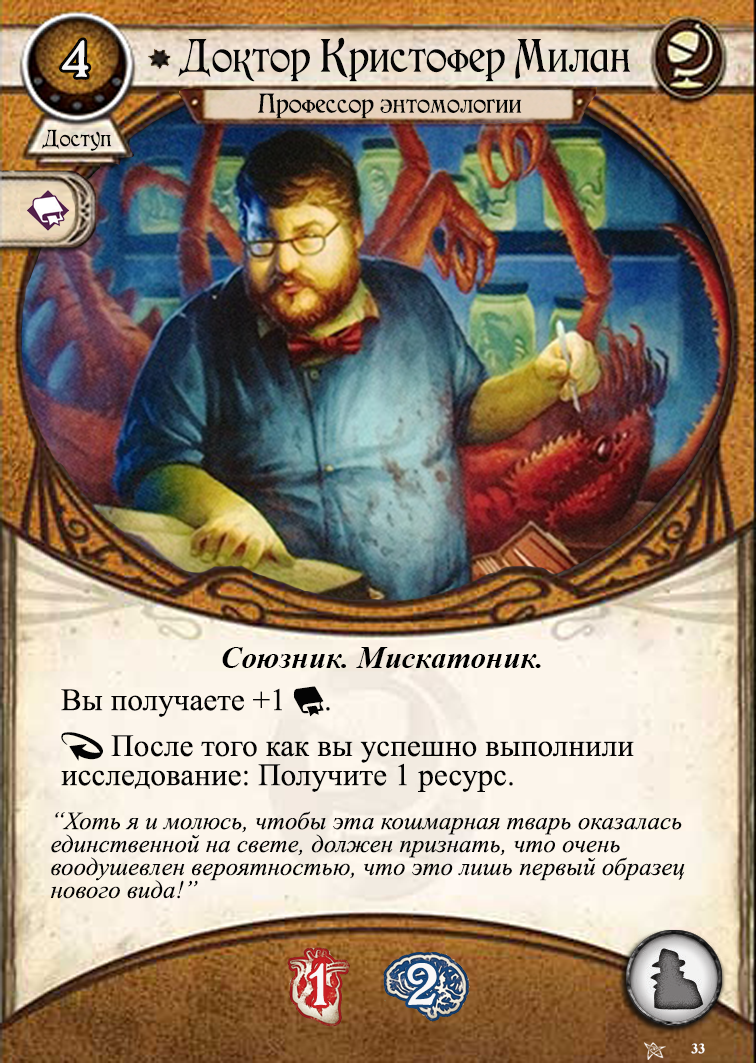 4
Доктор Кристофер Милан
Профессор энтомологии
Доступ
Союзник. Мискатоник.
Вы получаете +1 .
После того как вы успешно выполнили
исследование: Получите 1 ресурс.
“Хоть я и молюсь, чтобы эта кошмарная тварь оказалась
единственной на свете, должен признать, что очень
воодушевлен вероятностью, что это лишь первый образец
нового вида!”
1 2
33